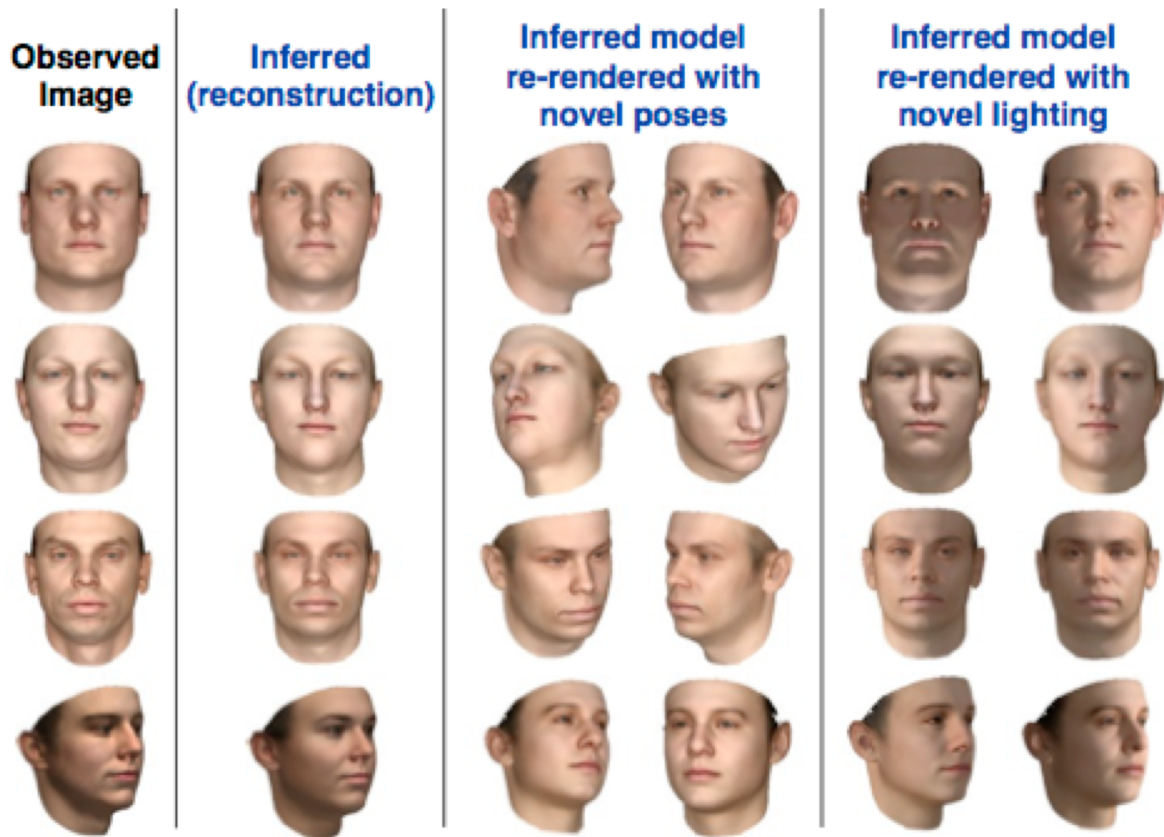 Observed
Image
Inferred
(reconstruction)
Inferred model
re-rendered with
novel poses
Inferred model
re-rendered with
novel lighting